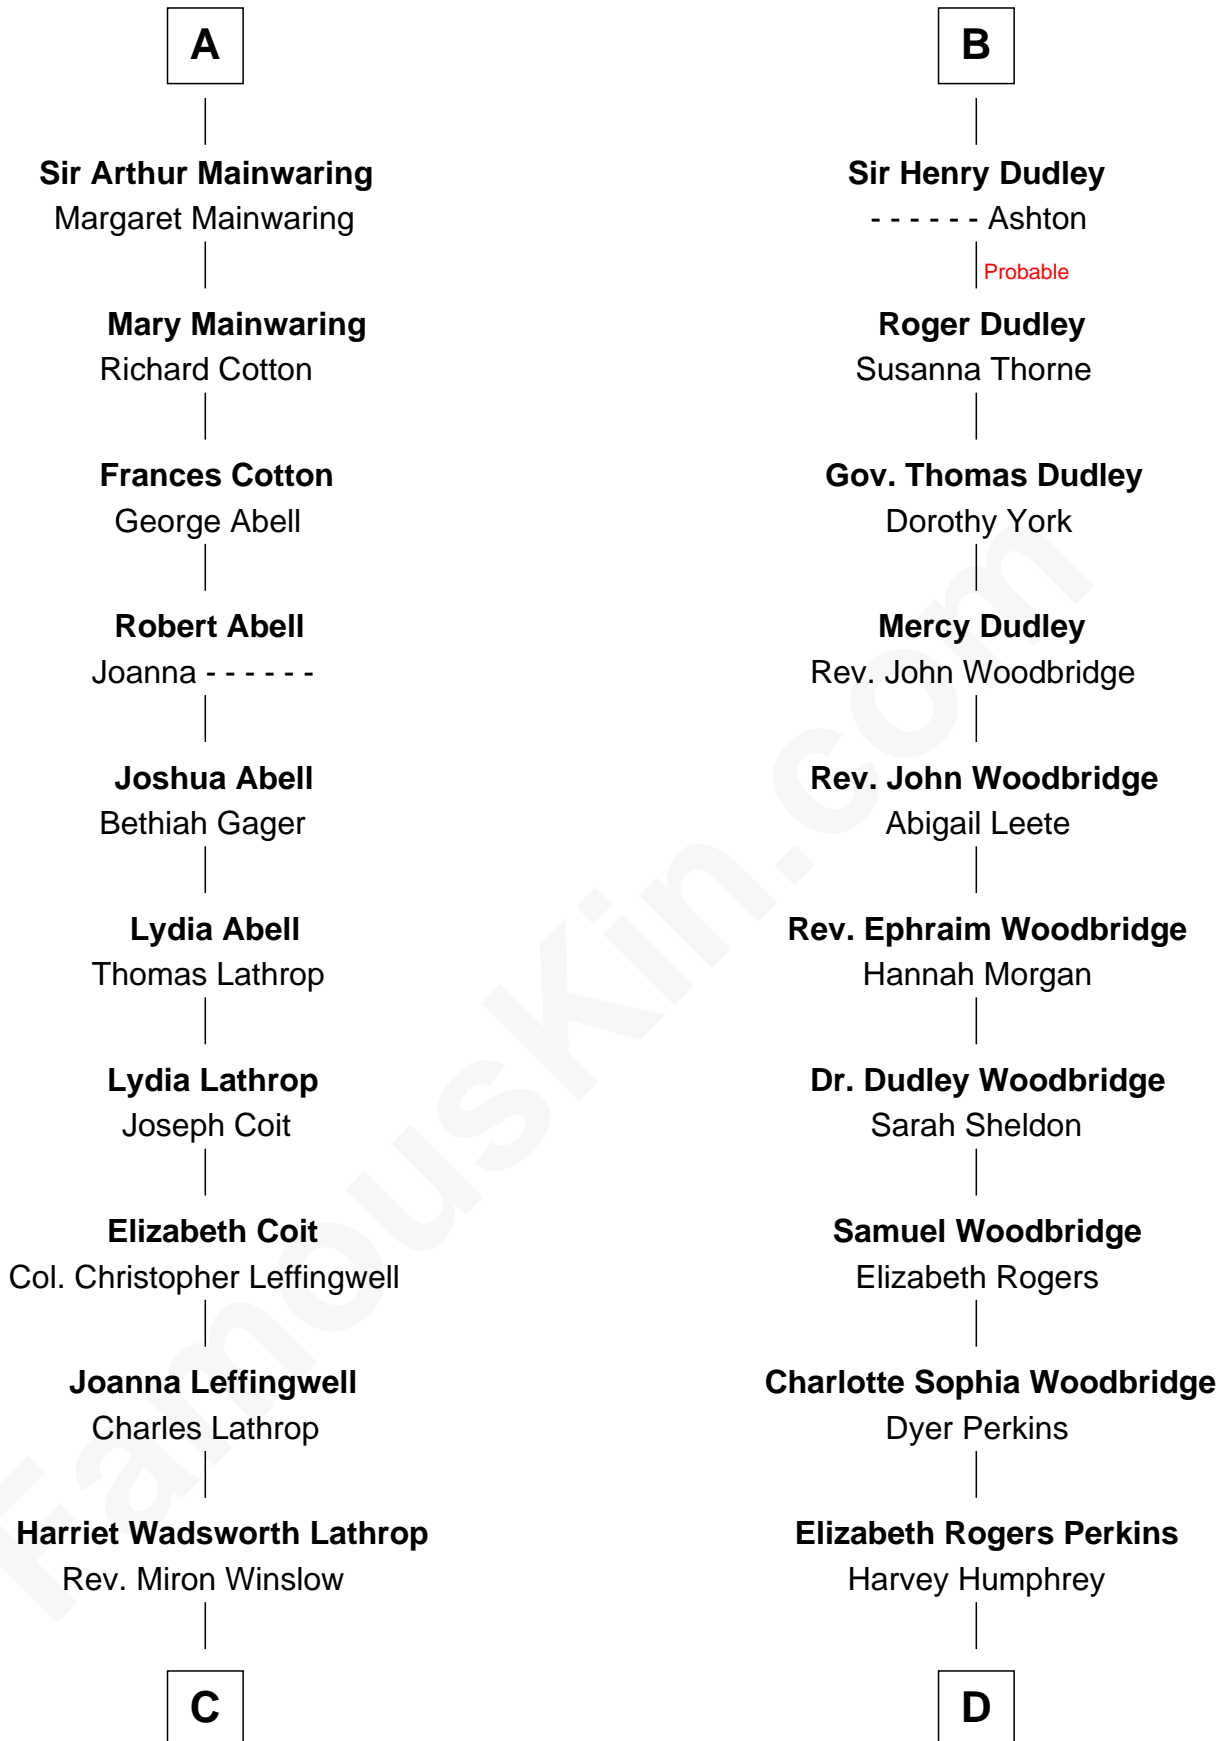 A
Sir Arthur Mainwaring
Margaret Mainwaring
Mary Mainwaring
Richard Cotton
Frances Cotton
George Abell
Robert Abell
Joanna - - - - - -
Joshua Abell
Bethiah Gager
Lydia Abell
Thomas Lathrop
Lydia Lathrop
Joseph Coit
Elizabeth Coit
Col. Christopher Leffingwell
Joanna Leffingwell
Charles Lathrop
Harriet Wadsworth Lathrop
Rev. Miron Winslow
C
B
Sir Henry Dudley
- - - - - - Ashton
Probable
Roger Dudley
Susanna Thorne
Gov. Thomas Dudley
Dorothy York
Mercy Dudley
Rev. John Woodbridge
Rev. John Woodbridge
Abigail Leete
Rev. Ephraim Woodbridge
Hannah Morgan
Dr. Dudley Woodbridge
Sarah Sheldon
Samuel Woodbridge
Elizabeth Rogers
Charlotte Sophia Woodbridge
Dyer Perkins
Elizabeth Rogers Perkins
Harvey Humphrey
D
FamousKin.com